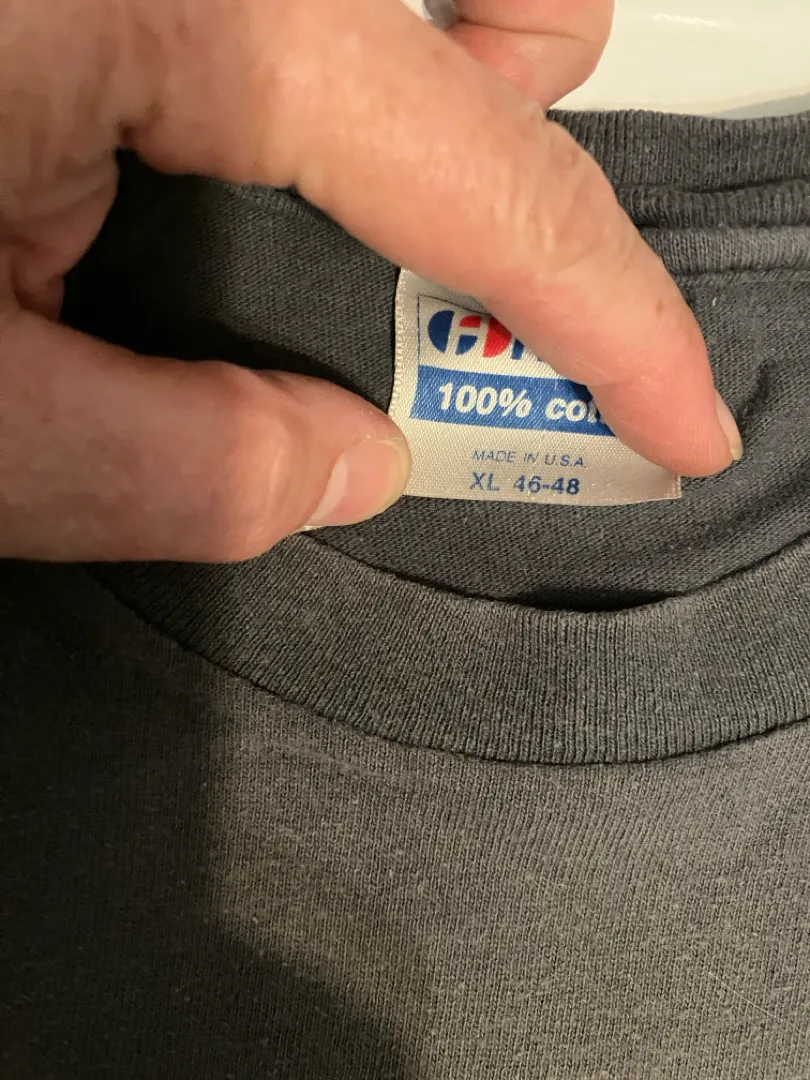 100% co
MADE IN U.S.A.
XL 46-48